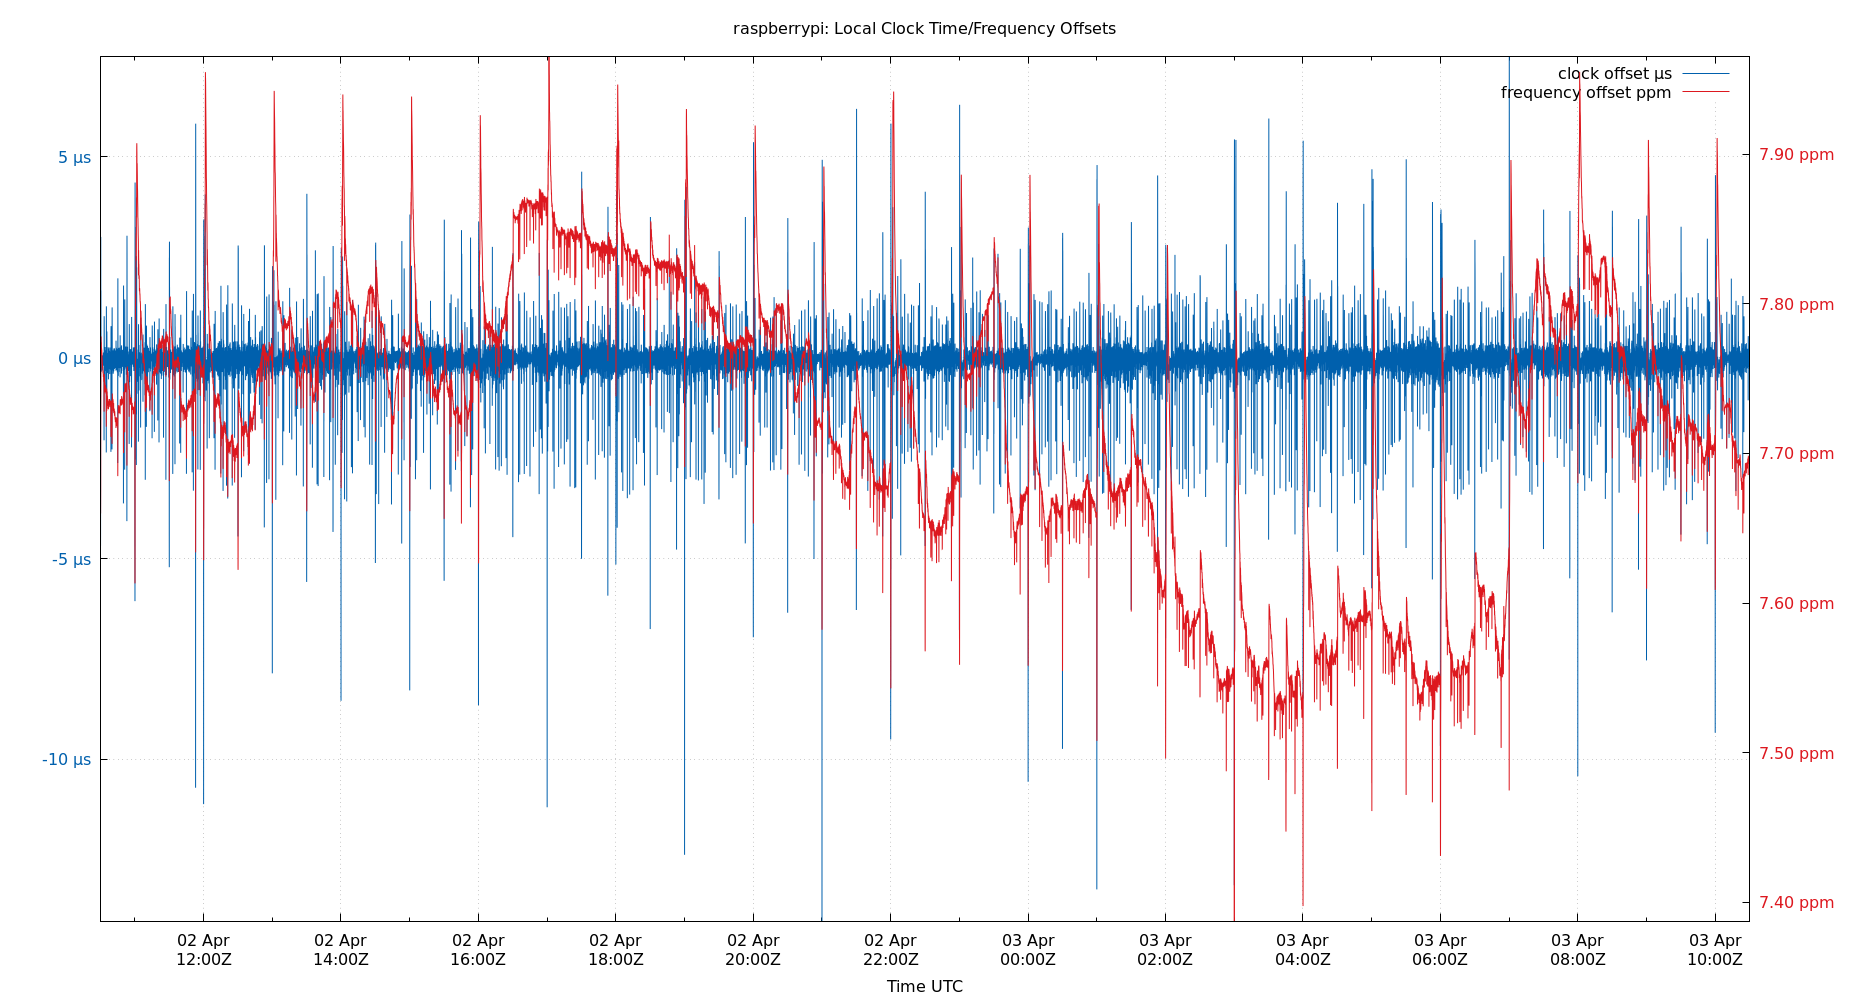 raspberrypi: Local Clock Time/Frequency Offsets
clock offset µs
frequency offset ppm
5 µs
0 µs
-5 µs
-10 µs
7.90 ppm
7.80 ppm
7.70 ppm
7.60 ppm
7.50 ppm
7.40 ppm
02 Apr 02 Apr 02 Apr 02 Apr 02 Apr 02 Apr 03 Apr 03 Apr 03 Apr 03 Apr 03 Apr 03 Apr
12:00Z 14:00Z 16:00Z 18:00Z 20:00Z 22:00Z 00:00Z 02:00Z 04:00Z 06:00Z 08:00Z 10:00Z
Time UTC